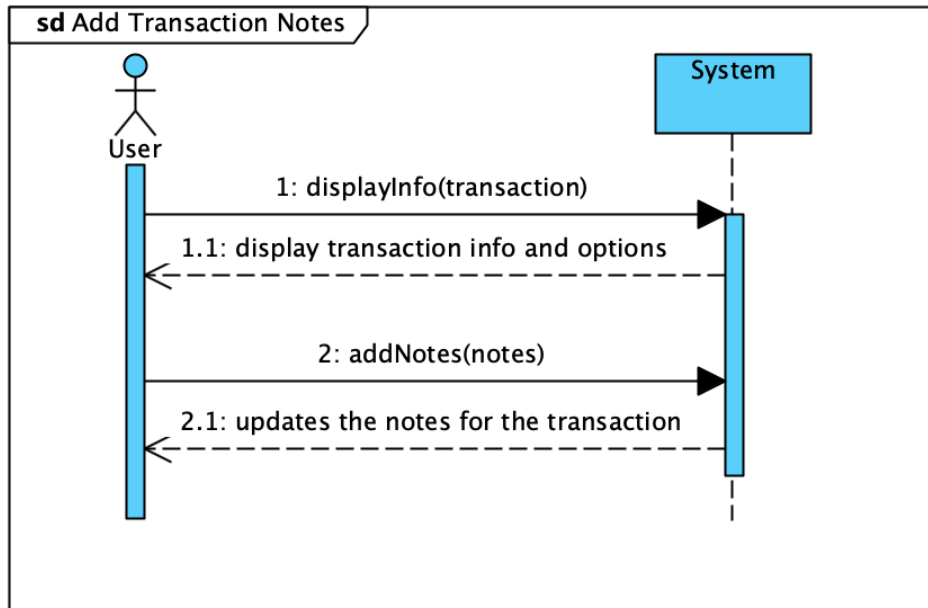 sd Add Transaction Notes
System
User
1: displayInfo(transaction)
1.1: display transaction info and options
2: addNotes(notes)
2.1: updates the notes for the transaction